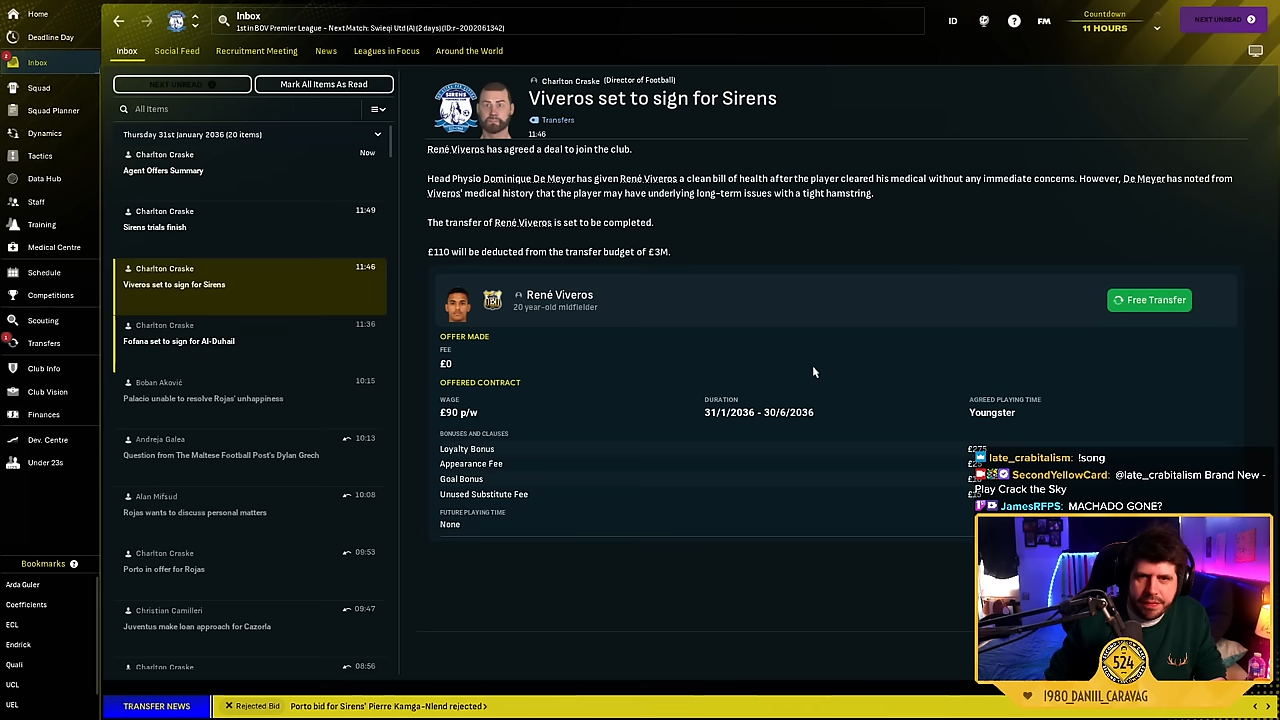 Home
Deadline Day
Inbox
Squad
Squad Planner
Dynamics
Tactics
Data Hub
Staff
Training
Medical Centre
Schedule
Competitions
Scouting
Transfers
Club Info
Club Vision
Finances
Dev. Centre
Under 23s
Bookmarks
Arda Guler
Coefficients
ECL
Endrick
Quali
UCL
UEL
2
1
Inbox
1st in BOV Premier League - Next Match: Swieqi Utd (A) (2 days) (ID:r-2002061342)
ID
FM
Countdown
11 HOURS
NEXT UNREAD
Inbox
Social Feed
Recruitment Meeting
News
Leagues in Focus
Around the World
NEXT UNREAD
Mark All Items As Read
All Items
Thursday 31st January 2036 (20 items)
Charlton Craske
Now
Agent Offers Summary
Charlton Craske
11:49
Sirens trials finish
Charlton Craske
11:46
Viveros set to sign for Sirens
Charlton Craske
11:36
Fofana set to sign for Al-Duhail
Boban Aković
10:15
Palacio unable to resolve Rojas' unhappiness
Andreja Galea
10:13
Question from The Maltese Football Post's Dylan Grech
Alan Mifsud
10:08
Rojas wants to discuss personal matters
Charlton Craske
09:53
Porto in offer for Rojas
Christian Camilleri
09:47
Juventus make loan approach for Cazorla
Charlton Craske
08:56
SIRENS
Charlton Craske (Director of Football)
Viveros set to sign for Sirens
Transfers
11:46
René Viveros has agreed a deal to join the club.
Head Physio Dominique De Meyer has given René Viveros a clean bill of health after the player cleared his medical without any immediate concerns. However, De Meyer has noted from
Viveros' medical history that the player may have underlying long-term issues with a tight hamstring.
The transfer of René Viveros is set to be completed.
£110 will be deducted from the transfer budget of £3M.
René Viveros
20 year-old midfielder
Free Transfer
OFFER MADE
FEE
£0
OFFERED CONTRACT
WAGE
£90 p/w
DURATION
31/1/2036 - 30/6/2036
AGREED PLAYING TIME
Youngster
BONUSES AND CLAUSES
Loyalty Bonus
Appearance Fee
Goal Bonus
Unused Substitute Fee
FUTURE PLAYING TIME
None
late_crabitalism: !song
SecondYellowCard: @late_crabitalism Brand New -
Play Crack the Sky
JamesRFPS: MACHADO GONE?
524
1980_DANIIL_CARAVAG
TRANSFER NEWS
Rejected Bid
Porto bid for Sirens' Pierre Kamga-Nlend rejected>